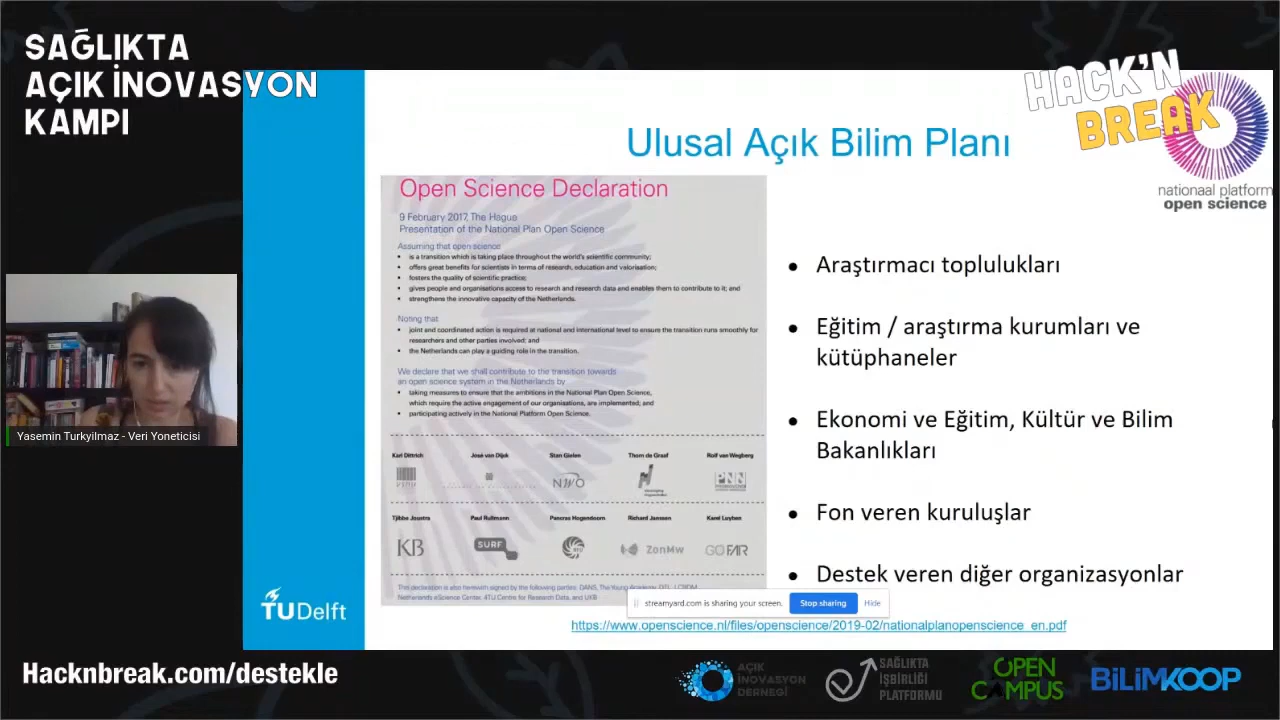 SAĞLIKTA
AÇIK İNOVASYON
KAMPI
HACK'N
BREAK
nationaal platform
open science
Ulusal Açık Bilim Planı
Open Science Declaration
9 February 2017, The Hague
Presentation of the National Plan Open Science
Assuming that open science
• is a transition which is taking place throughout the world's scientific community;
• offers great benefits for scientists in terms of research, education and valorisation;
• fosters the quality of scientific practice;
• gives people and organisations access to research and research data and enables them to contribute to it; and
• strengthens the innovative capacity of the Netherlands.
Noting that
• joint and coordinated action is required at national and international level to ensure the transition runs smoothly for
researchers and other parties involved; and
• the Netherlands can play a guiding role in the transition.
We declare that we shall contribute to the transition towards
an open science system in the Netherlands by
• taking measures to ensure that the ambitions in the National Plan Open Science,
which require the active engagement of our organisations, are implemented; and
• participating actively in the National Platform Open Science.
Karl Dittrich José van Dijck Stan Gielen Thom de Graaf Rolf van Wegberg
NWO PNN
Tjibbe Joustra Paul Rullmann Pancras Hogendoorn Richard Janssen Karel Luyben
KB SURF ZonMw GO FAIR
This declaration is also herewith signed by the following parties: DANS, The Young Academy, DTL,
Netherlands eScience Center, 4TU Centre for Research Data, and UKB
• Araştırmacı toplulukları
• Eğitim / araştırma kurumları ve
kütüphaneler
• Ekonomi ve Eğitim, Kültür ve Bilim
Bakanlıkları
• Fon veren kuruluşlar
• Destek veren diğer organizasyonlar
streamyard.com is sharing your screen. Stop sharing Hide
https://www.openscience.nl/files/openscience/2019-02/nationalplanopenscience_en.pdf
Yasemin Turkyilmaz - Veri Yoneticisi
TU Delft
Hacknbreak.com/destekle
AÇIK
İNOVASYON
DERNEĞİ
SAĞLIKTA
İŞBİRLİĞİ
PLATFORMU
OPEN
CAMPUS
BİLİMKOOP